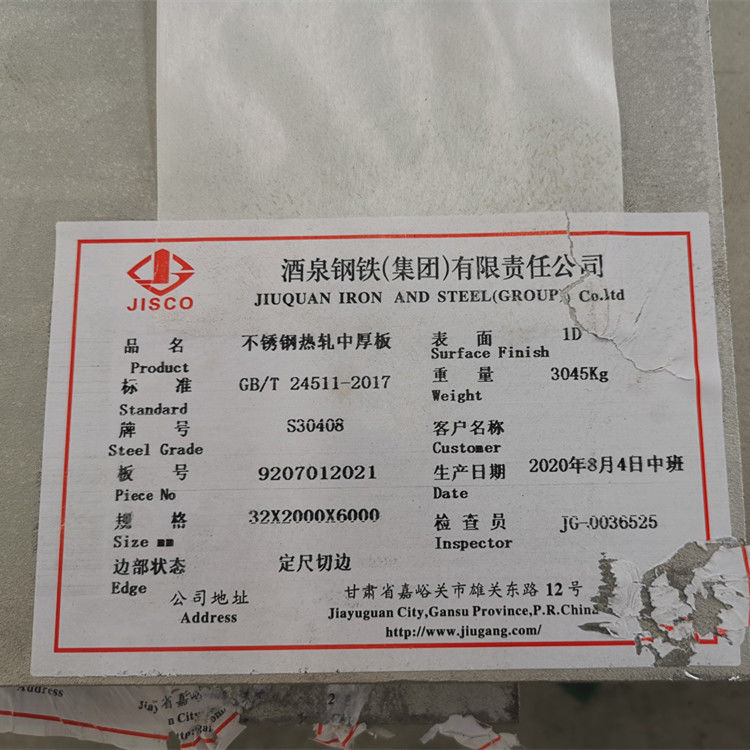 JISCO
酒泉钢铁(集团)有限责任公司
JIUQUAN IRON AND STEEL(GROUP) Co.ltd
品 名 不锈钢热轧中厚板
Product
标 准 GB/T 24511-2017
Standard
牌 号 S30408
Steel Grade
板 号 9207012021
Piece No
规 格 32X2000X6000
Size mm
边部状态 定尺切边
Edge
表 面 1D
Surface Finish
重 量 3045Kg
Weight
客户名称
Customer
生产日期 2020年8月4日中班
Date
检查员 JG-0036525
Inspector
公司地址 甘肃省嘉峪关市雄关东路 12 号
Address Jiayuguan City,Gansu Province,P.R.China
http://www.jiugang.com/
Address
省嘉峪
n City
2